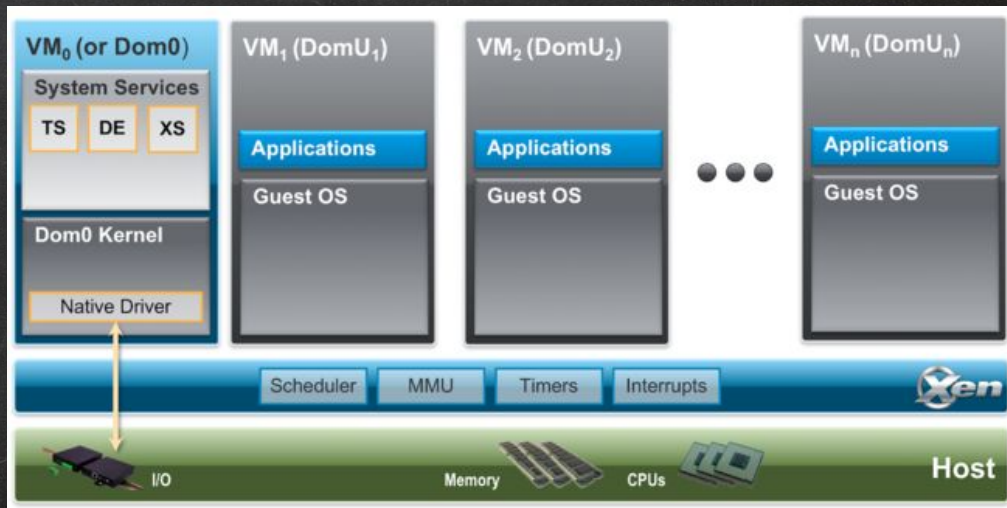 VM0 (or Dom0)
System Services
TS DE XS
Dom0 Kernel
Native Driver
VM1 (DomU1)
Applications
Guest OS
VM2 (DomU2)
Applications
Guest OS
VMn (DomUn)
Applications
Guest OS
Scheduler MMU Timers Interrupts Xen
I/O Memory CPUs Host